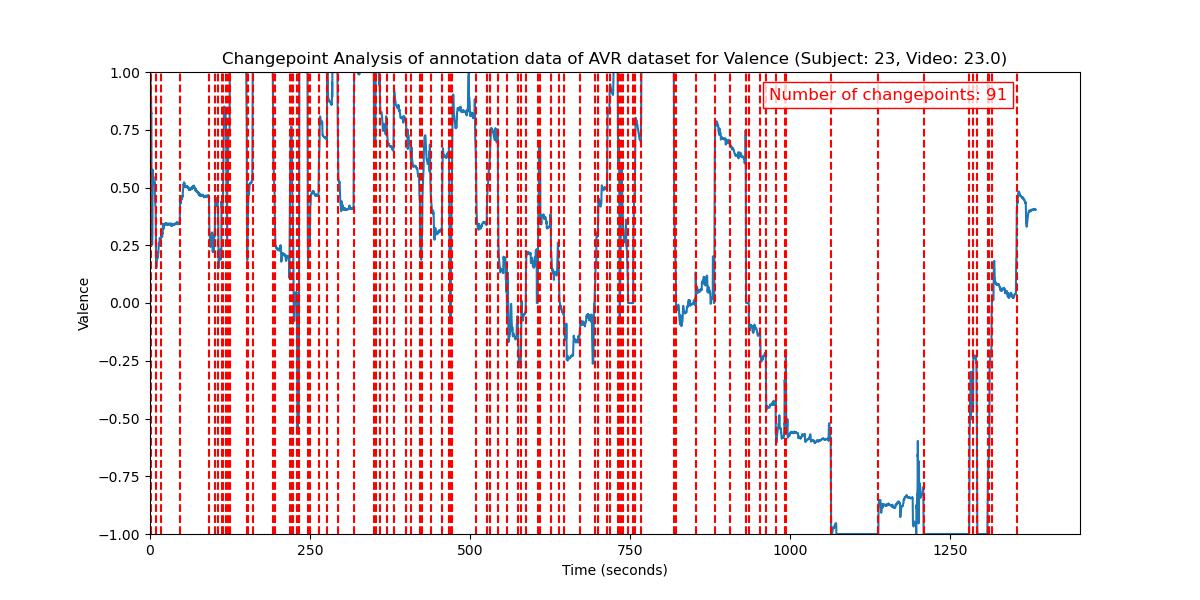 Changepoint Analysis of annotation data of AVR dataset for Valence (Subject: 23, Video: 23.0)
Number of changepoints: 91
1.00
0.75
0.50
0.25
0.00
−0.25
−0.50
−0.75
−1.00
Valence
0 250 500 750 1000 1250
Time (seconds)